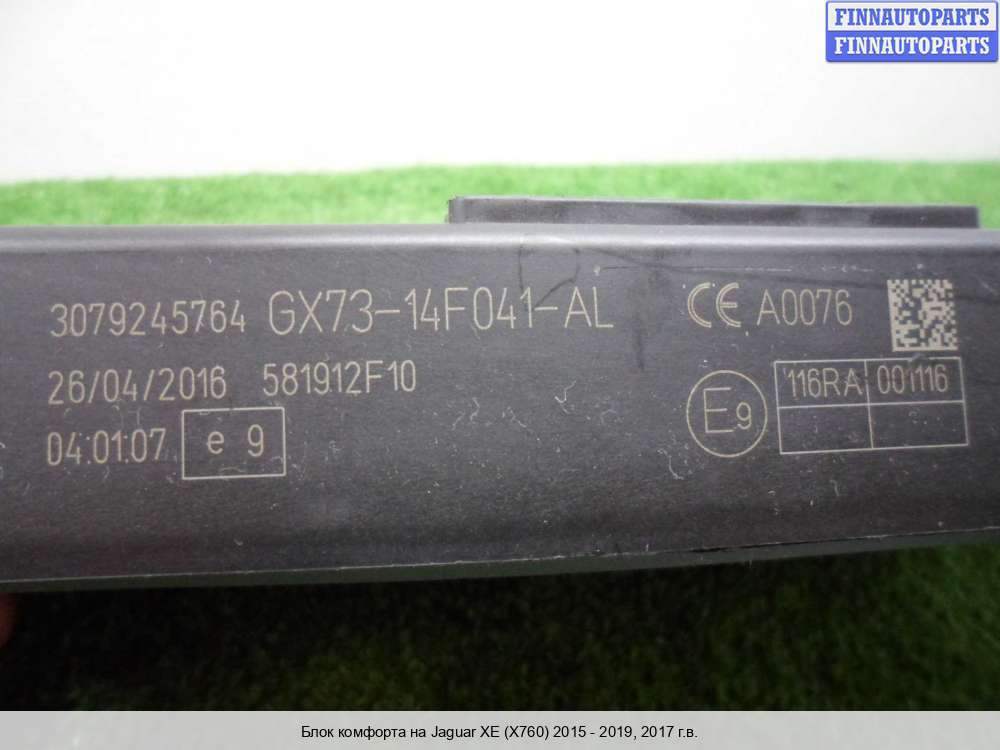 FINNAUTOPARTS
FINNAUTOPARTS
3079245764 GX73-14F041-AL CE A0076
26/04/2016 581912F10 116RA 001116
04.01.07 e 9 E9
Блок комфорта на Jaguar XE (X760) 2015 - 2019, 2017 г.в.